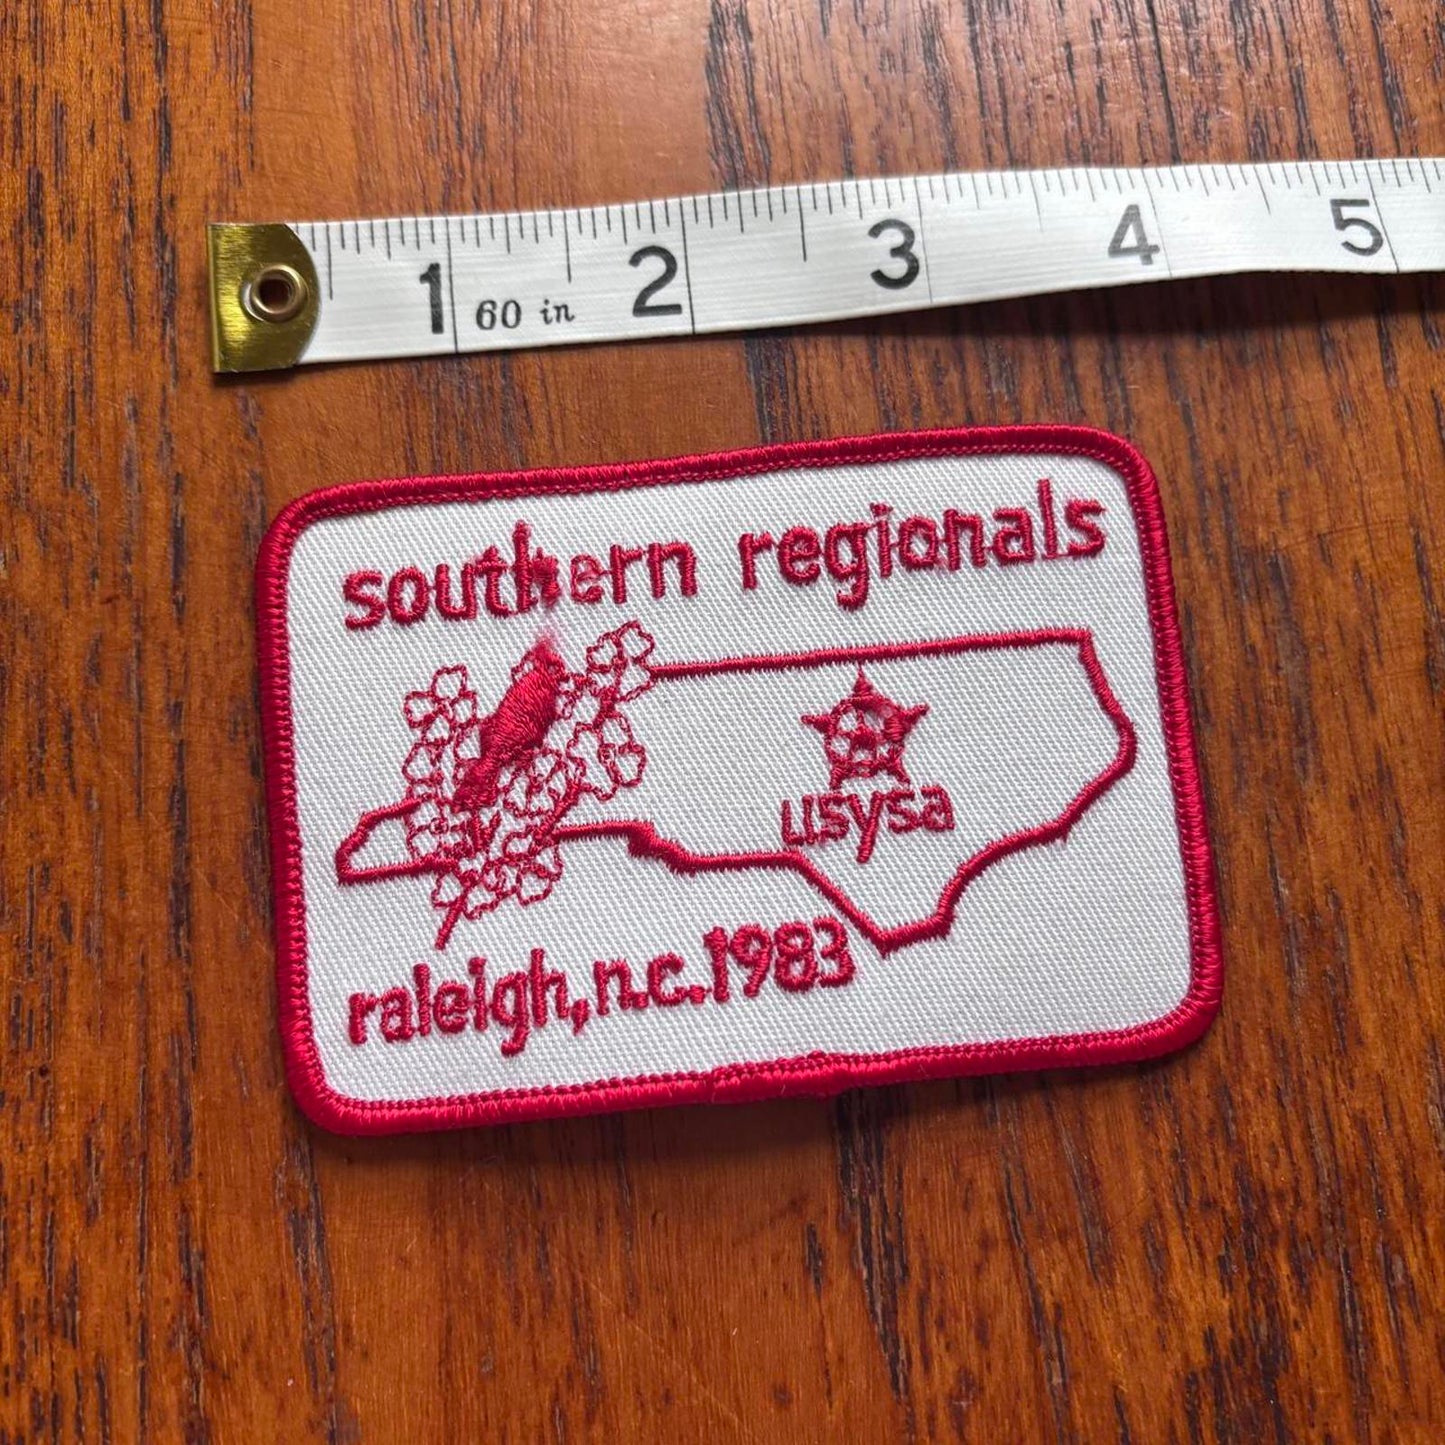 1 60 in 2 3 4 5
southern regionals
usysa
raleigh, n.c. 1983